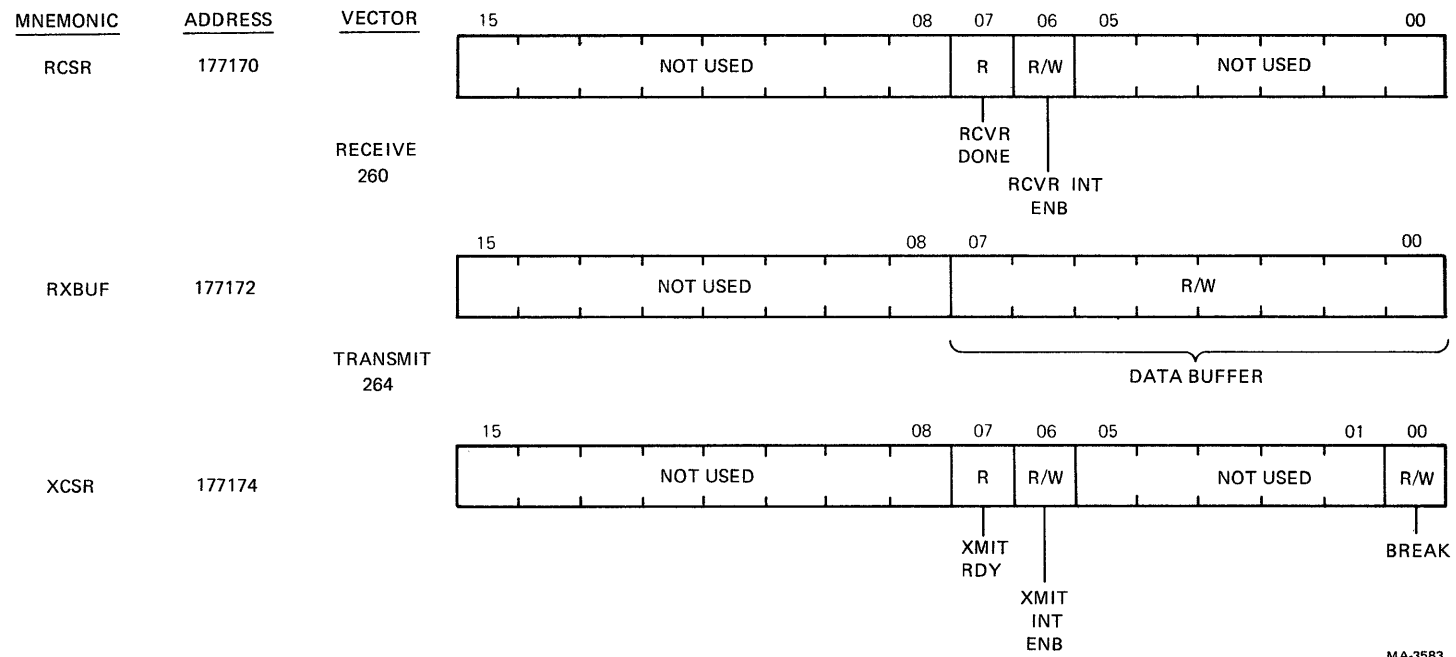 MNEMONIC ADDRESS VECTOR
15 08 07 06 05 00
RCSR 177170 NOT USED R R/W NOT USED
RCVR
DONE
RECEIVE
260
RCVR INT
ENB
15 08 07 00
RXBUF 177172 NOT USED R/W
TRANSMIT
264
DATA BUFFER
15 08 07 06 05 01 00
XCSR 177174 NOT USED R R/W NOT USED R/W
XMIT
RDY
BREAK
XMIT
INT
ENB
MA-3583